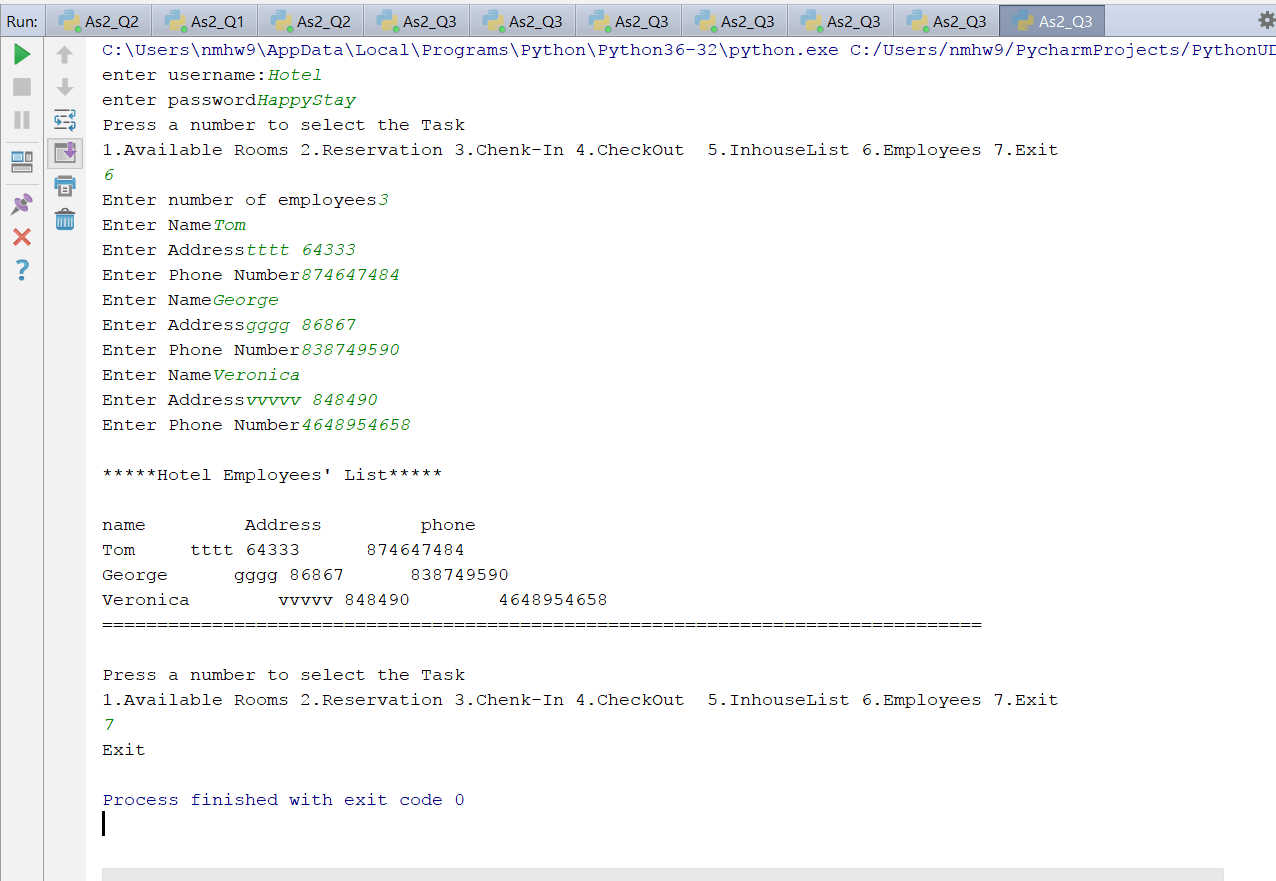 Run: As2_Q2 As2_Q1 As2_Q2 As2_Q3 As2_Q3 As2_Q3 As2_Q3 As2_Q3 As2_Q3 As2_Q3
C:\Users\nmhw9\AppData\Local\Programs\Python\Python36-32\python.exe C:/Users/nmhw9/PycharmProjects/PythonUD
enter username:Hotel
enter passwordHappyStay
Press a number to select the Task
1.Available Rooms 2.Reservation 3.Chenk-In 4.CheckOut  5.InhouseList 6.Employees 7.Exit
6
Enter number of employees3
Enter NameTom
Enter Addresstttt 64333
Enter Phone Number874647484
Enter NameGeorge
Enter Addressgggg 86867
Enter Phone Number838749590
Enter NameVeronica
Enter Addressvvvvv 848490
Enter Phone Number4648954658
*****Hotel Employees' List*****
name         Address         phone
Tom     tttt 64333      874647484
George      gggg 86867      838749590
Veronica        vvvvv 848490        4648954658
================================================================================
Press a number to select the Task
1.Available Rooms 2.Reservation 3.Chenk-In 4.CheckOut  5.InhouseList 6.Employees 7.Exit
7
Exit
Process finished with exit code 0